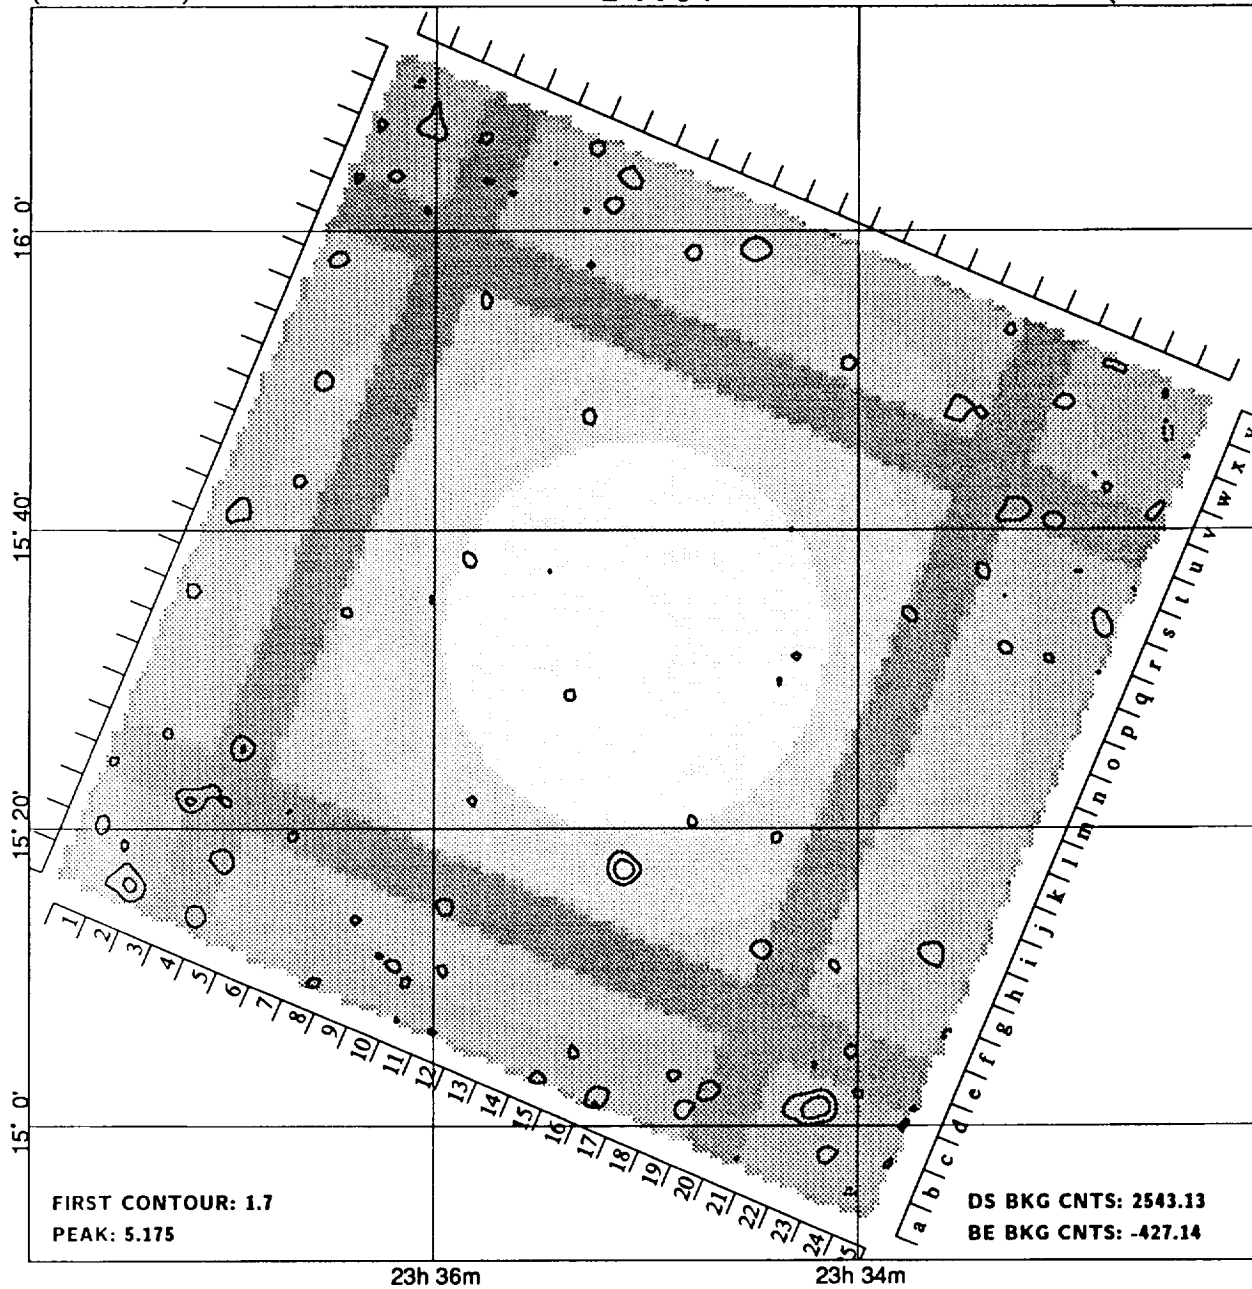 16° 0'
15° 40'
15° 20'
15° 0'
1 2 3 4 5 6 7 8 9 10 11 12 13 14 15 16 17 18 19 20 21 22 23 24 25
a b c d e f g h i j k l m n o p q r s t u v w x y
FIRST CONTOUR: 1.7
PEAK: 5.175
DS BKG CNTS: 2543.13
BE BKG CNTS: -427.14
23h 36m
23h 34m